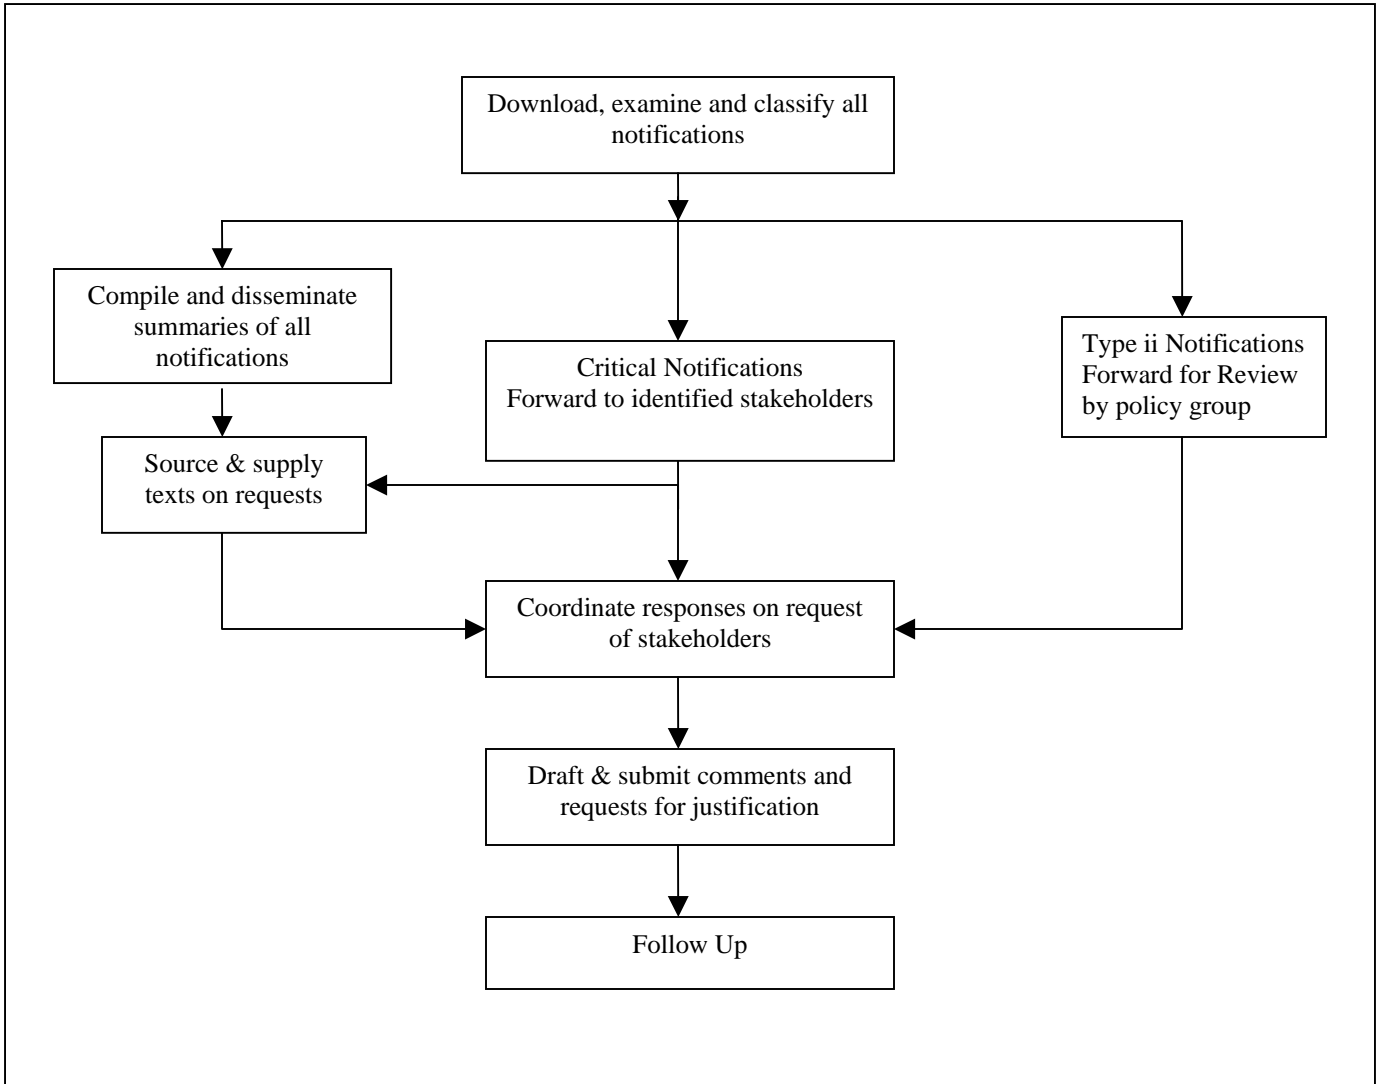 Download, examine and classify all
notifications
Compile and disseminate
summaries of all
notifications
Critical Notifications
Forward to identified stakeholders
Type ii Notifications
Forward for Review
by policy group
Source & supply
texts on requests
Coordinate responses on request
of stakeholders
Draft & submit comments and
requests for justification
Follow Up